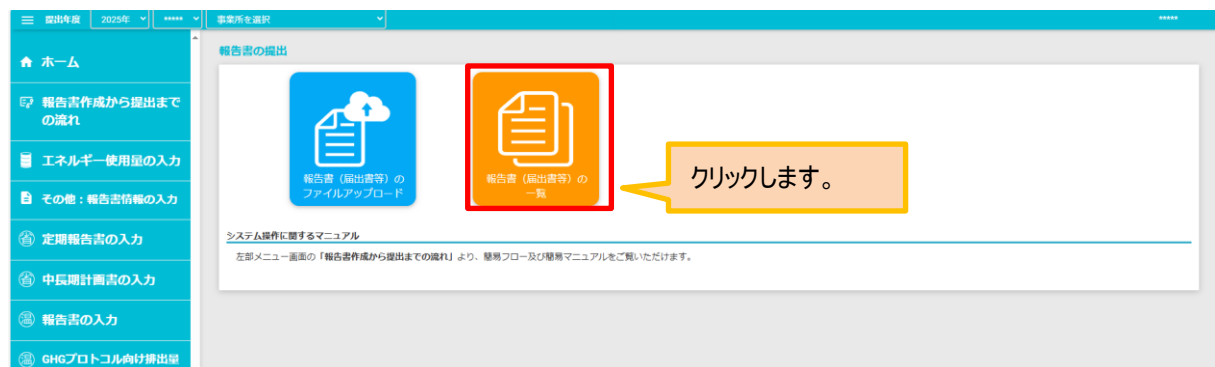 提出年度 2025年 ***** 事業所を選択 *****
ホーム
報告書作成から提出まで
の流れ
エネルギー使用量の入力
その他：報告書情報の入力
省 定期報告書の入力
省 中長期計画書の入力
温 報告書の入力
温 GHGプロトコル向け排出量
報告書の提出
報告書（届出書等）の
ファイルアップロード
報告書（届出書等）の
一覧
クリックします。
システム操作に関するマニュアル
左部メニュー画面の「報告書作成から提出までの流れ」より、簡易フロー及び簡易マニュアルをご覧いただけます。